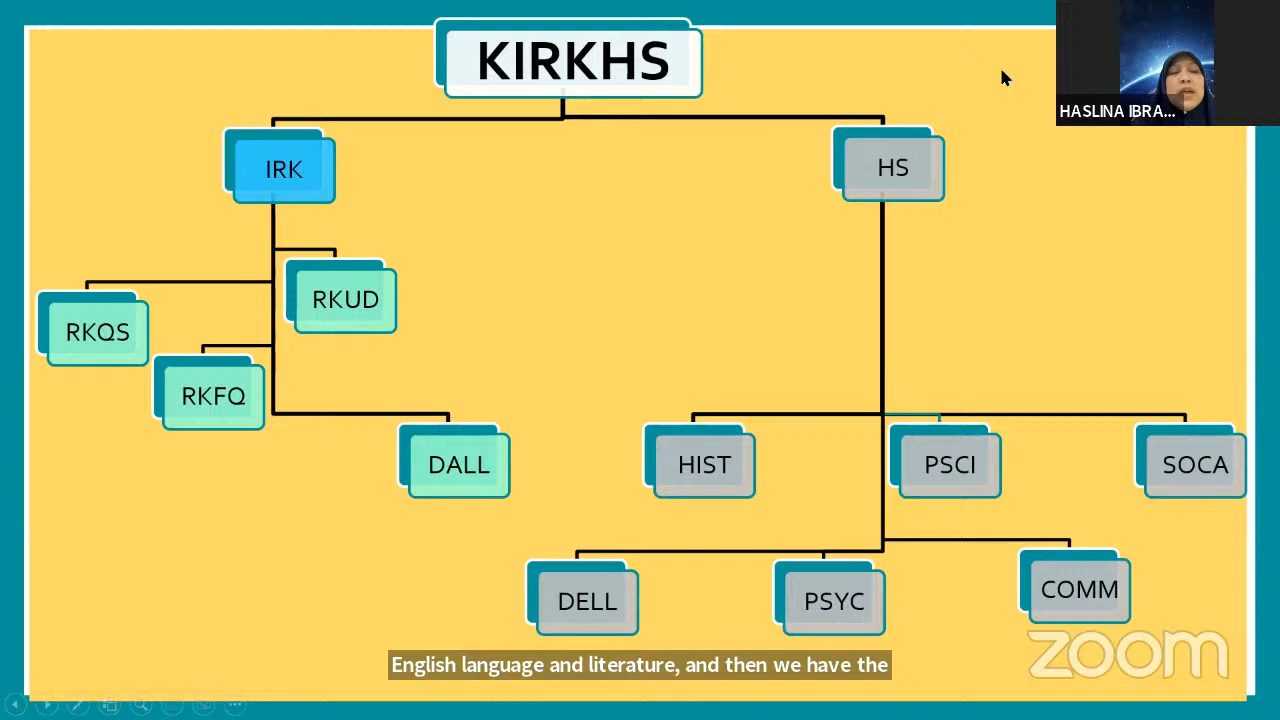 KIRKHS
HASLINA IBRA...
IRK
HS
RKUD
RKQS
RKFQ
DALL
HIST
PSCI
SOCA
DELL
PSYC
COMM
English language and literature, and then we have the
zoom